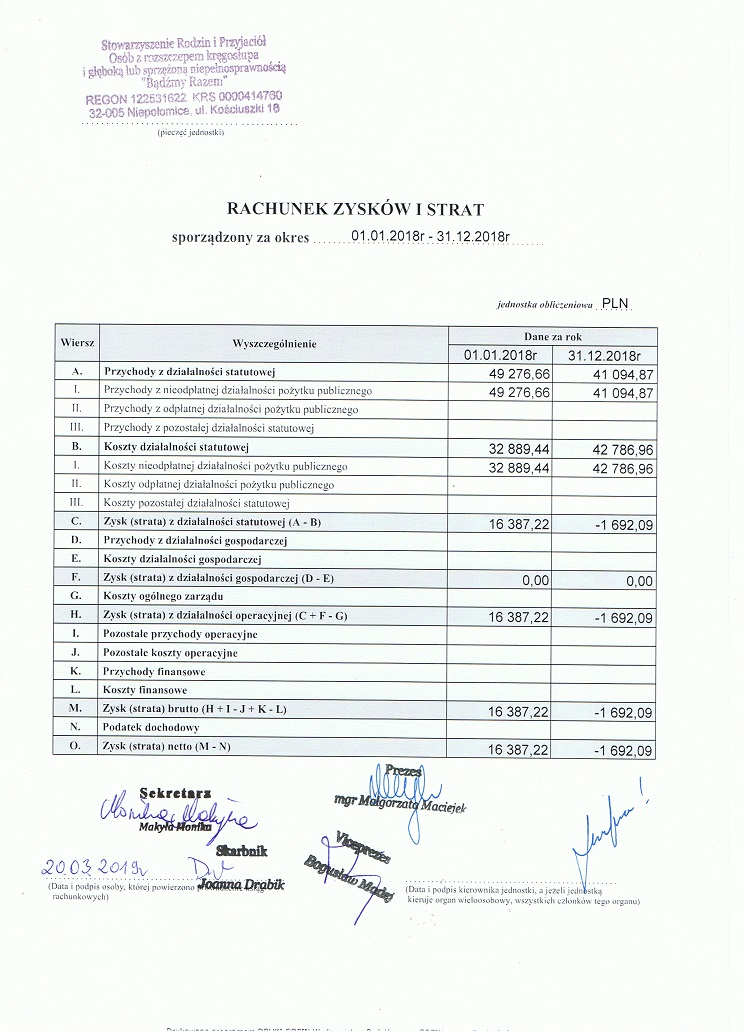 Stowarzyszenie Rodzin i Przyjaciół
Osób z rozszczepem kręgosłupa
i głęboką lub sprzężoną niepełnosprawnością
"Bądźmy Razem"
REGON 122531622 KRS 0000414760
32-005 Niepołomice, ul. Kościuszki 18
(pieczęć jednostki)
RACHUNEK ZYSKÓW I STRAT
sporządzony za okres 01.01.2018r - 31.12.2018r
jednostka obliczeniowa PLN
Wiersz Wyszczególnienie Dane za rok
01.01.2018r 31.12.2018r
A. Przychody z działalności statutowej 49 276,66 41 094,87
I. Przychody z nieodpłatnej działalności pożytku publicznego 49 276,66 41 094,87
II. Przychody z odpłatnej działalności pożytku publicznego
III. Przychody z pozostałej działalności statutowej
B. Koszty działalności statutowej 32 889,44 42 786,96
I. Koszty nieodpłatnej działalności pożytku publicznego 32 889,44 42 786,96
II. Koszty odpłatnej działalności pożytku publicznego
III. Koszty pozostałej działalności statutowej
C. Zysk (strata) z działalności statutowej (A - B) 16 387,22 -1 692,09
D. Przychody z działalności gospodarczej
E. Koszty działalności gospodarczej
F. Zysk (strata) z działalności gospodarczej (D - E) 0,00 0,00
G. Koszty ogólnego zarządu
H. Zysk (strata) z działalności operacyjnej (C + F - G) 16 387,22 -1 692,09
I. Pozostałe przychody operacyjne
J. Pozostałe koszty operacyjne
K. Przychody finansowe
L. Koszty finansowe
M. Zysk (strata) brutto (H + I - J + K - L) 16 387,22 -1 692,09
N. Podatek dochodowy
O. Zysk (strata) netto (M - N) 16 387,22 -1 692,09
Sekretarz
Monika Makyła
Makyła Monika
Prezes
mgr Małgorzata Maciejek
Skarbnik
Joanna Drabik
Wiceprezes
Bogusław Madej
20.03.2019r
(Data i podpis osoby, której powierzono
rachunkowych)
(Data i podpis kierownika jednostki, a jeżeli jednostką
kieruje organ wieloosobowy, wszystkich członków tego organu)